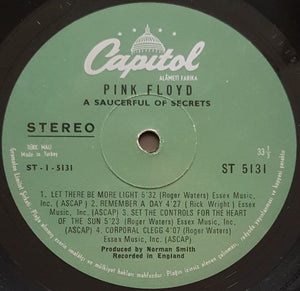 Capitol
ALÂMETİ FARİKA
PINK FLOYD
A SAUCERFUL OF SECRETS
STEREO
TÜRK MALI
Made in Turkey
33 1/3
ST - 1 - 5131
ST 5131
1. LET THERE BE MORE LIGHT 5'32 (Roger Waters) Essex Music,
Inc. (ASCAP) 2. REMEMBER A DAY 4'27 ( Rick Wright ) Essex
Music, Inc. (ASCAP) 3. SET THE CONTROLS FOR THE HEART
OF THE SUN 5'23 (Roger Waters) Essex Music, Inc.
(ASCAP) 4. CORPORAL CLEGG 4'07 (Roger Waters)
Essex Music, Inc. (ASCAP)
Produced by Norman Smith
Recorded in England